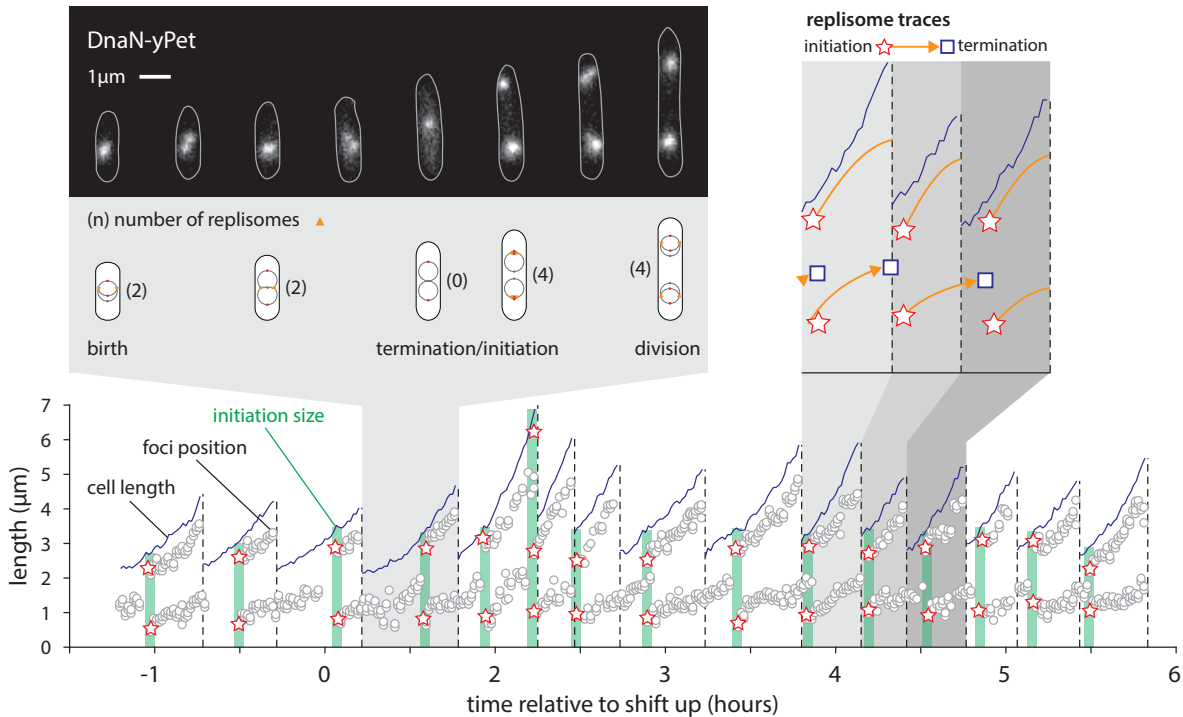 DnaN-yPet
1μm
(n) number of replisomes
(2)
(2)
(0)
(4)
(4)
birth
termination/initiation
division
replisome traces
initiation
termination
initiation size
foci position
cell length
length (μm)
7
6
5
4
3
2
1
0
-1
0
2
3
4
5
6
time relative to shift up (hours)